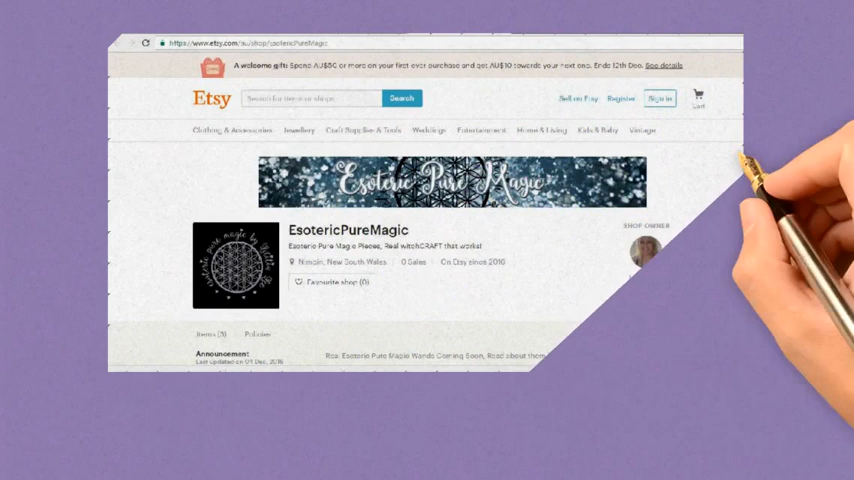 https://www.etsy.com/au/shop/EsotericPureMagic
A welcome gift: Spend AU$50 or more on your first ever purchase and get AU$10 towards your next one. Ends 12th Dec. See details
Etsy Search for items or shops Search Sell on Etsy Register Sign in Cart
Clothing & Accessories Jewellery Craft Supplies & Tools Weddings Entertainment Home & Living Kids & Baby Vintage
Esoteric Pure Magic
EsotericPureMagic
SHOP OWNER
Esoteric Pure Magic Pieces, Real witchCRAFT that works!
Nimbin, New South Wales 0 Sales On Etsy since 2016
Favourite shop (0)
esoteric pure magic by
Items (3) Policies
Announcement
Last updated on 01 Dec, 2016
Real Esoteric Pure Magic Wands Coming Soon, Read about them